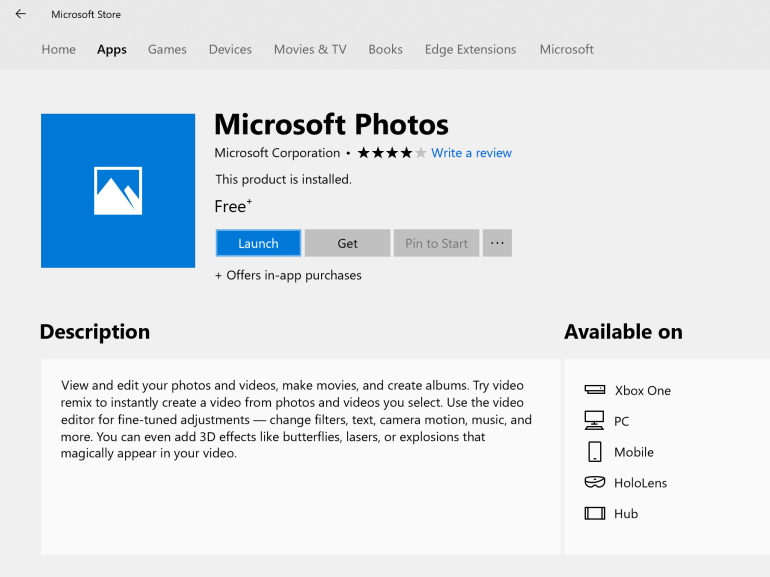 Microsoft Store
Home Apps Games Devices Movies & TV Books Edge Extensions Microsoft
Microsoft Photos
Microsoft Corporation • ★★★★★ Write a review
This product is installed.
Free+
Launch Get Pin to Start ...
+ Offers in-app purchases
Description
View and edit your photos and videos, make movies, and create albums. Try video
remix to instantly create a video from photos and videos you select. Use the video
editor for fine-tuned adjustments — change filters, text, camera motion, music, and
more. You can even add 3D effects like butterflies, lasers, or explosions that
magically appear in your video.
Available on
Xbox One
PC
Mobile
HoloLens
Hub